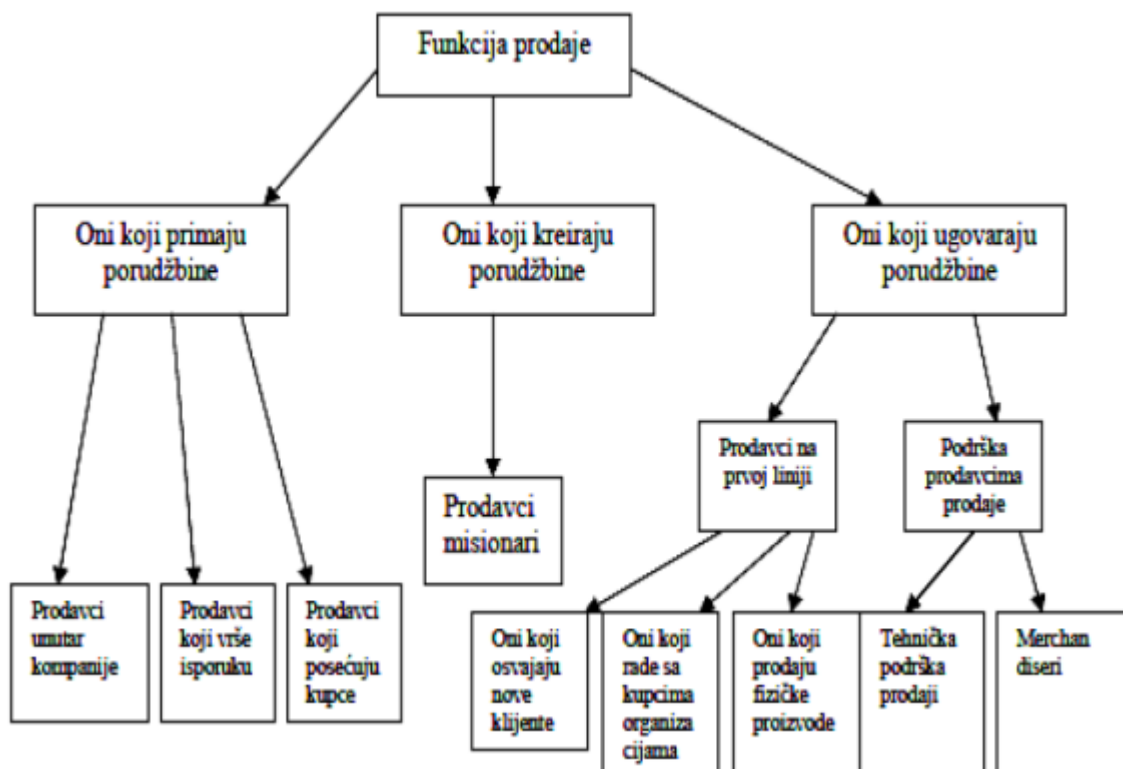 Funkcija prodaje
Oni koji primaju
porudžbine
Oni koji kreiraju
porudžbine
Oni koji ugovaraju
porudžbine
Prodavci na
prvoj liniji
Podrška
prodavcima
prodaje
Prodavci
misionari
Prodavci
unutar
kompanije
Prodavci
koji vrše
isporuku
Prodavci
koji
posećuju
kupce
Oni koji
osvajaju
nove
klijente
Oni koji
rade sa
kupcima
organiza
cijama
Oni koji
prodaju
fizičke
proizvode
Tehnička
podrška
prodaji
Merchan
diseri